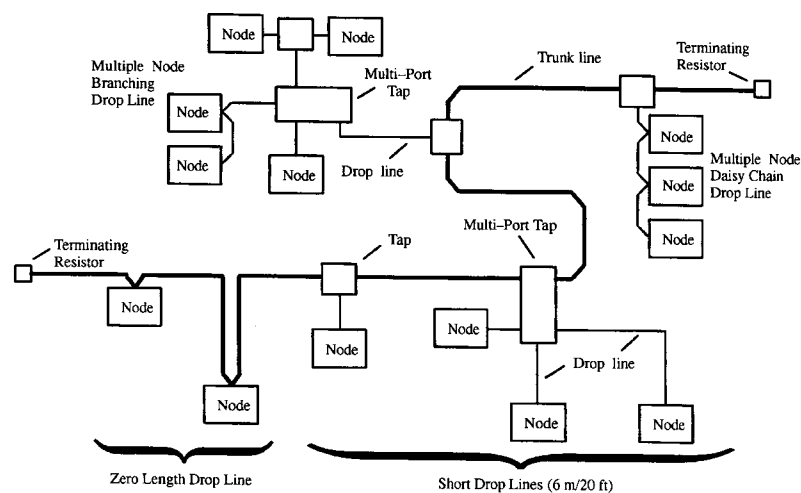 Node
Node
Multiple Node
Branching
Drop Line
Multi–Port
Tap
Trunk line
Terminating
Resistor
Node
Node
Node
Drop line
Node
Node
Node
Multiple Node
Daisy Chain
Drop Line
Terminating
Resistor
Tap
Multi–Port Tap
Node
Node
Node
Node
Drop line
Node
Node
Node
Zero Length Drop Line
Short Drop Lines (6 m/20 ft)